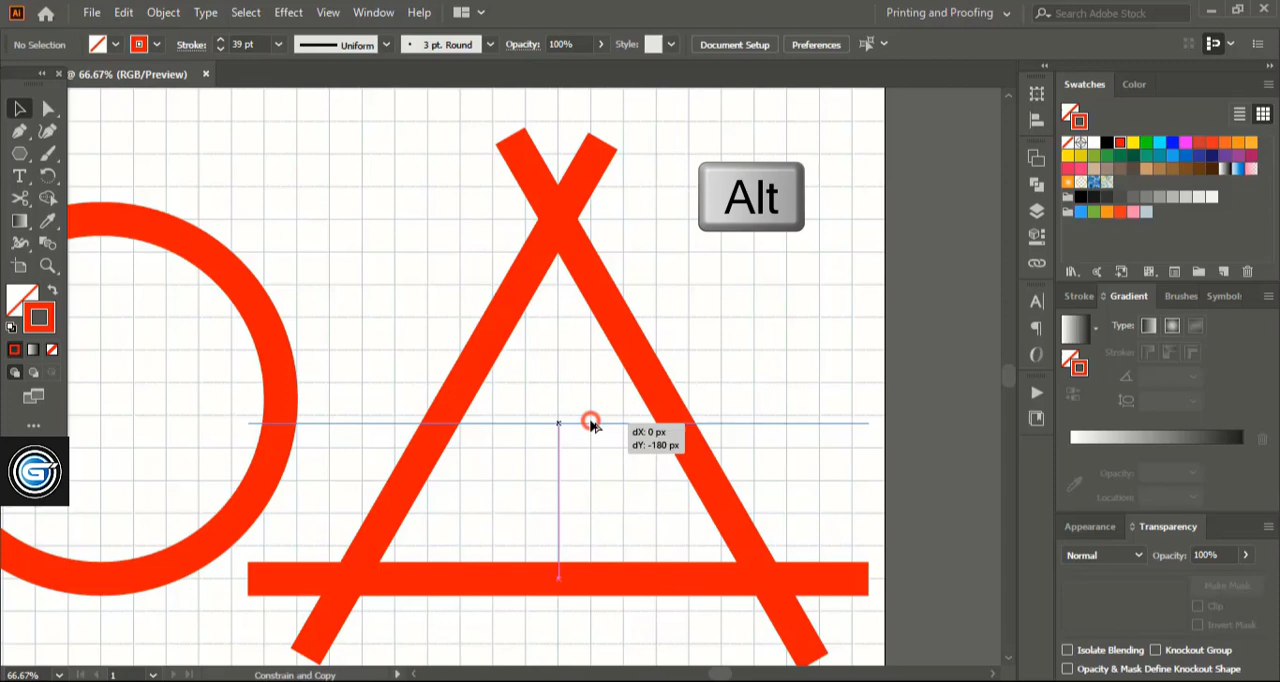 Ai File Edit Object Type Select Effect View Window Help Printing and Proofing Search Adobe Stock
No Selection Stroke: 39 pt Uniform 3 pt. Round Opacity: 100% Style: Document Setup Preferences
@ 66.67% (RGB/Preview)
Swatches Color
Alt
Stroke Gradient Brushes Symbols
Type:
Stroke:
dX: 0 px
dY: -180 px
Opacity:
Location:
Appearance Transparency
Normal Opacity: 100%
Make Mask
Clip
Invert Mask
Isolate Blending Knockout Group
Opacity & Mask Define Knockout Shape
66.67% 1 Constrain and Copy